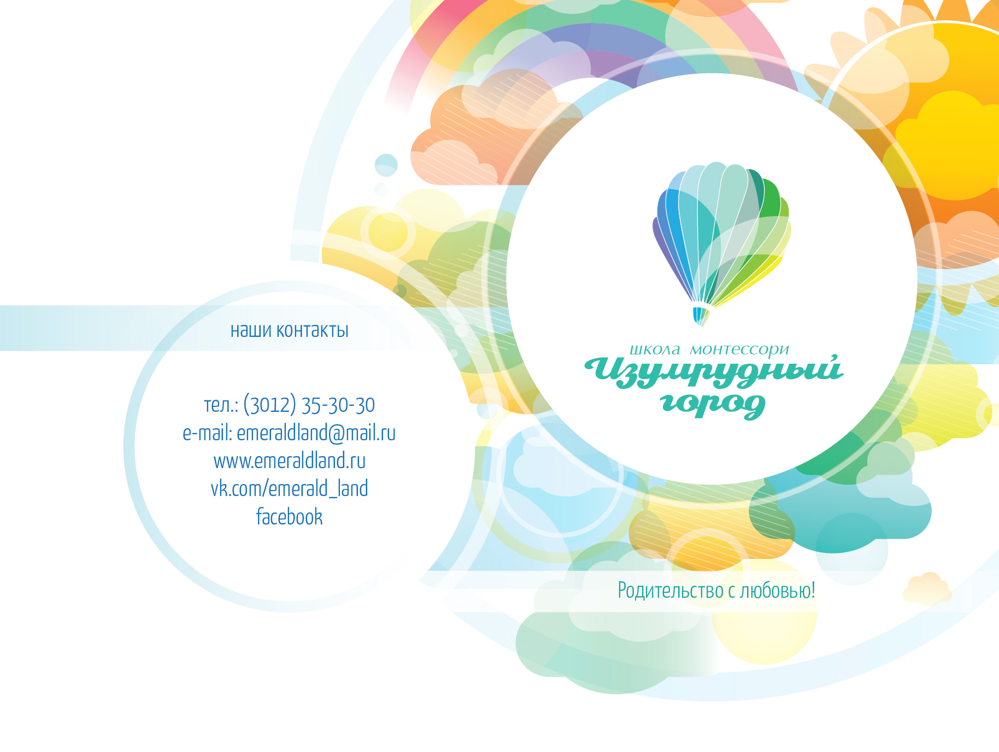 наши контакты
тел.: (3012) 35-30-30
e-mail: emeraldland@mail.ru
www.emeraldland.ru
vk.com/emerald_land
facebook
школа монтессори
Изумрудный
город
Родительство с любовью!